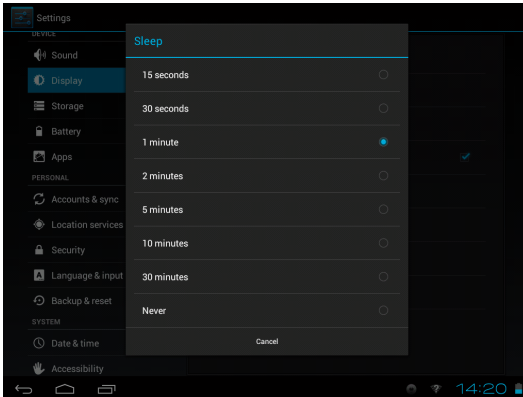 Settings
DEVICE
Sound
Display
Storage
Battery
Apps
PERSONAL
Accounts & sync
Location services
Security
Language & input
Backup & reset
SYSTEM
Date & time
Accessibility
Sleep
15 seconds
30 seconds
1 minute
2 minutes
5 minutes
10 minutes
30 minutes
Never
Cancel
14:20